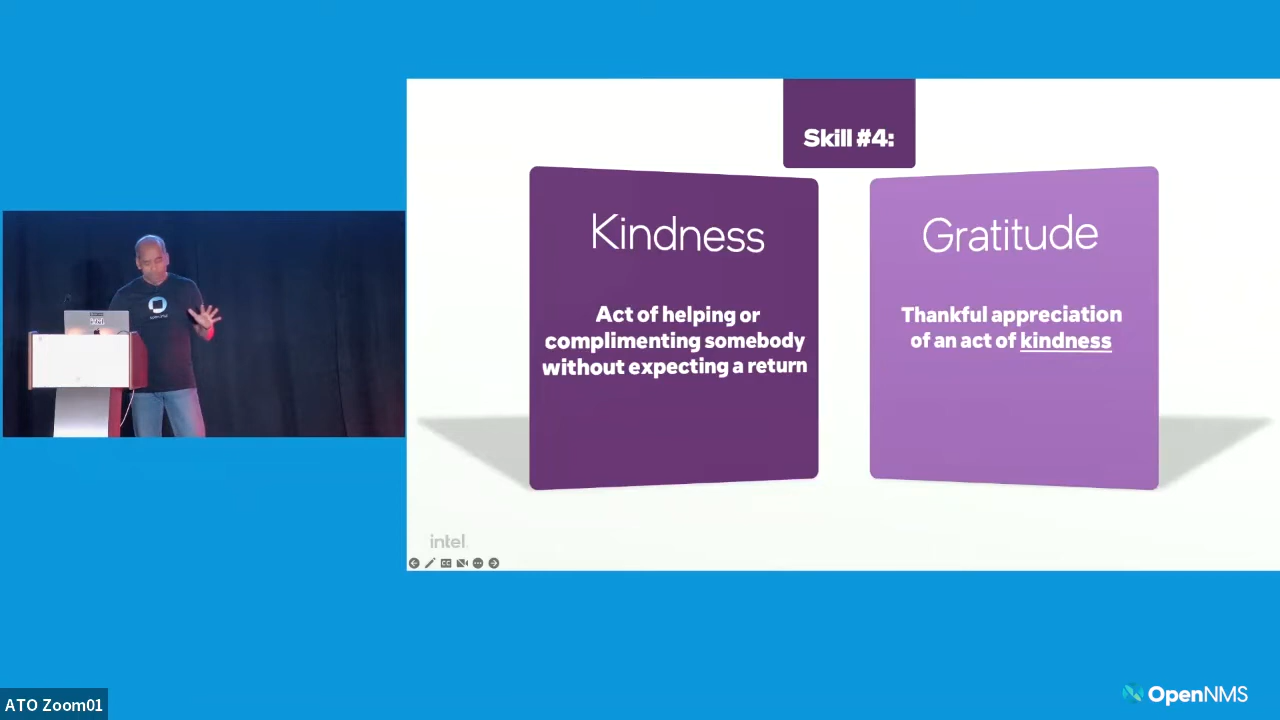 Skill #4:
Kindness
Act of helping or
complimenting somebody
without expecting a return
Gratitude
Thankful appreciation
of an act of kindness
intel
ATO Zoom01
OpenNMS